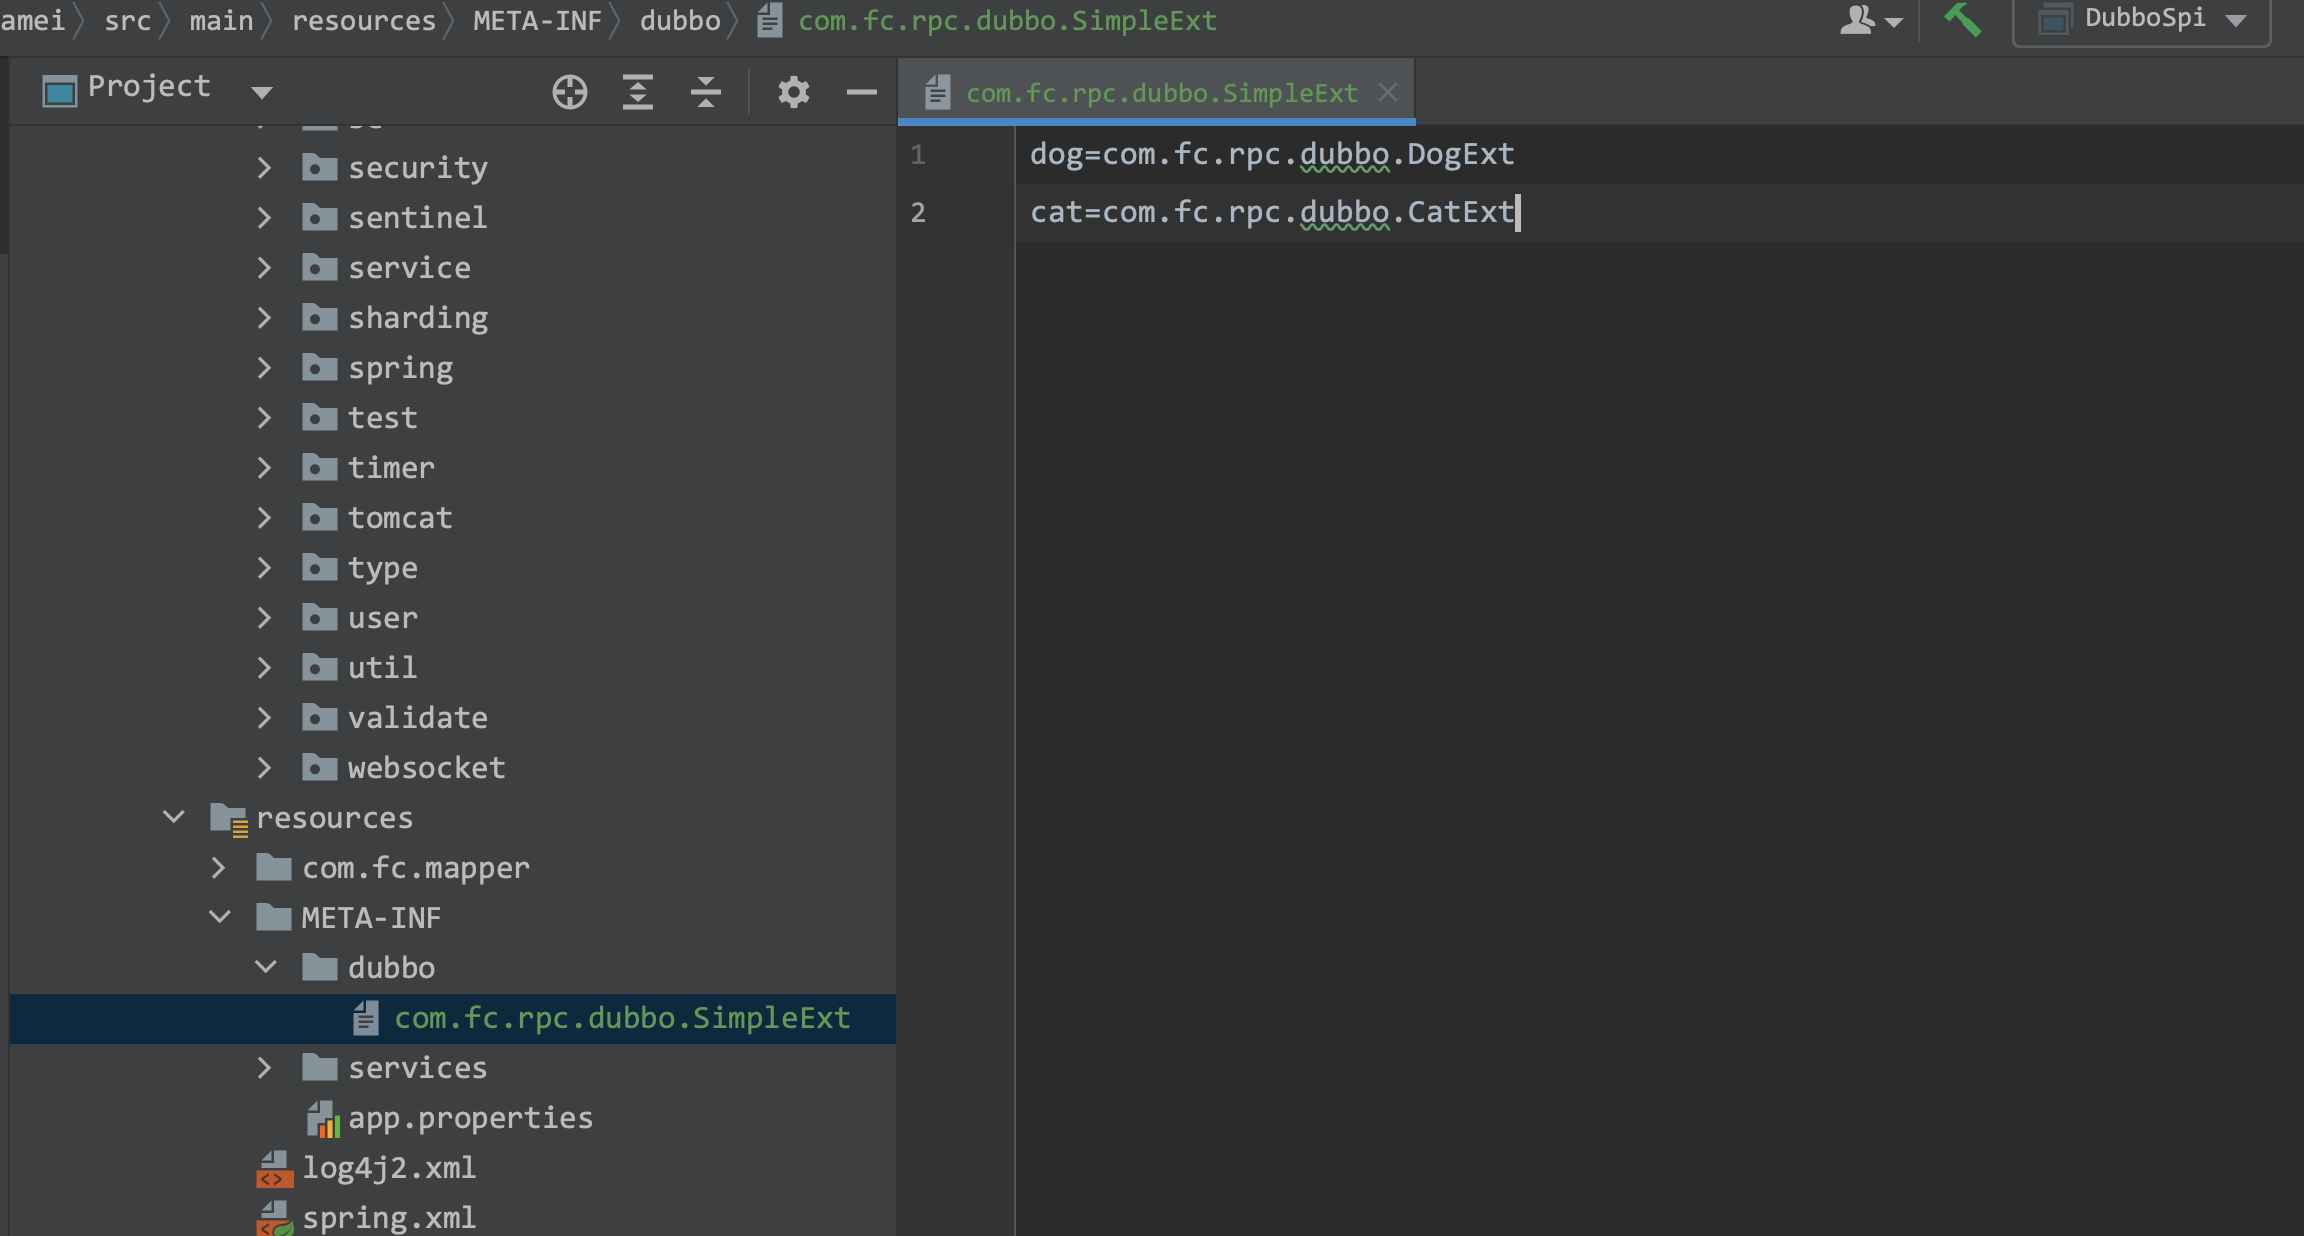 amei src main resources META-INF dubbo com.fc.rpc.dubbo.SimpleExt
DubboSpi
Project
com.fc.rpc.dubbo.SimpleExt
security
sentinel
service
sharding
spring
test
timer
tomcat
type
user
util
validate
websocket
resources
com.fc.mapper
META-INF
dubbo
com.fc.rpc.dubbo.SimpleExt
services
app.properties
log4j2.xml
spring.xml
1 dog=com.fc.rpc.dubbo.DogExt
2 cat=com.fc.rpc.dubbo.CatExt